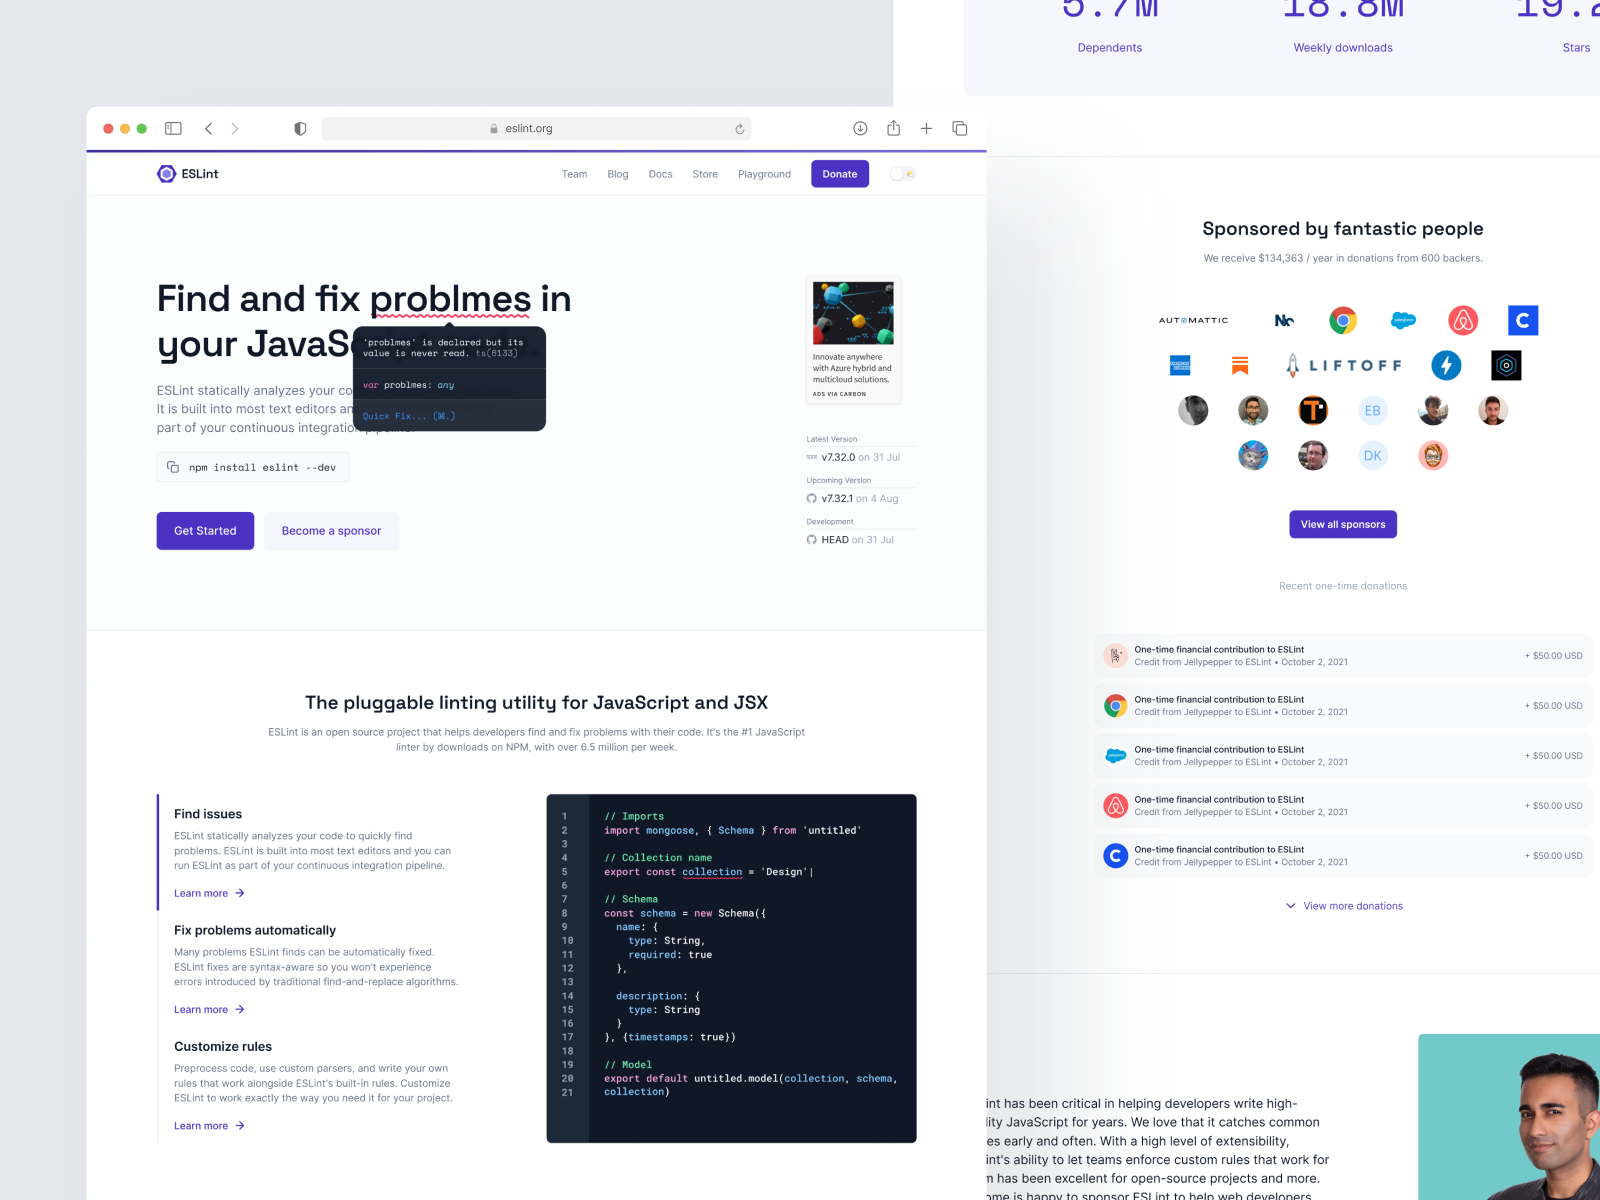 5.7M
18.8M
Dependents
Weekly downloads
Stars
eslint.org
ESLint
Team
Blog
Docs
Store
Playground
Donate
Find and fix problmes in
your JavaS
'problmes' is declared but its
value is never read. ts(6133)
var problmes: any
Quick Fix... (⌘.)
ESLint statically analyzes your co
It is built into most text editors an
part of your continuous integration pipeline.
npm install eslint --dev
Get Started
Become a sponsor
Innovate anywhere
with Azure hybrid and
multicloud solutions.
ADS VIA CARBON
Latest Version
v7.32.0 on 31 Jul
Upcoming Version
v7.32.1 on 4 Aug
Development
HEAD on 31 Jul
The pluggable linting utility for JavaScript and JSX
ESLint is an open source project that helps developers find and fix problems with their code. It's the #1 JavaScript
linter by downloads on NPM, with over 6.5 million per week.
Find issues
ESLint statically analyzes your code to quickly find
problems. ESLint is built into most text editors and you can
run ESLint as part of your continuous integration pipeline.
Learn more
Fix problems automatically
Many problems ESLint finds can be automatically fixed.
ESLint fixes are syntax-aware so you won't experience
errors introduced by traditional find-and-replace algorithms.
Learn more
Customize rules
Preprocess code, use custom parsers, and write your own
rules that work alongside ESLint's built-in rules. Customize
ESLint to work exactly the way you need it for your project.
Learn more
1 // Imports
2 import mongoose, { Schema } from 'untitled'
3
4 // Collection name
5 export const collection = 'Design'|
6
7 // Schema
8 const schema = new Schema({
9 name: {
10 type: String,
11 required: true
12 },
13
14 description: {
15 type: String
16 }
17 }, {timestamps: true})
18
19 // Model
20 export default untitled.model(collection, schema,
21 collection)
Sponsored by fantastic people
We receive $134,363 / year in donations from 600 backers.
AUTOMATTIC
salesforce
C
LIFTOFF
T
EB
DK
View all sponsors
Recent one-time donations
One-time financial contribution to ESLint
Credit from Jellypepper to ESLint • October 2, 2021
+ $50.00 USD
One-time financial contribution to ESLint
Credit from Jellypepper to ESLint • October 2, 2021
+ $50.00 USD
salesforce
One-time financial contribution to ESLint
Credit from Jellypepper to ESLint • October 2, 2021
+ $50.00 USD
One-time financial contribution to ESLint
Credit from Jellypepper to ESLint • October 2, 2021
+ $50.00 USD
C
One-time financial contribution to ESLint
Credit from Jellypepper to ESLint • October 2, 2021
+ $50.00 USD
View more donations
int has been critical in helping developers write high-
lity JavaScript for years. We love that it catches common
es early and often. With a high level of extensibility,
int's ability to let teams enforce custom rules that work for
m has been excellent for open-source projects and more.
ome is happy to sponsor ESLint to help web developers